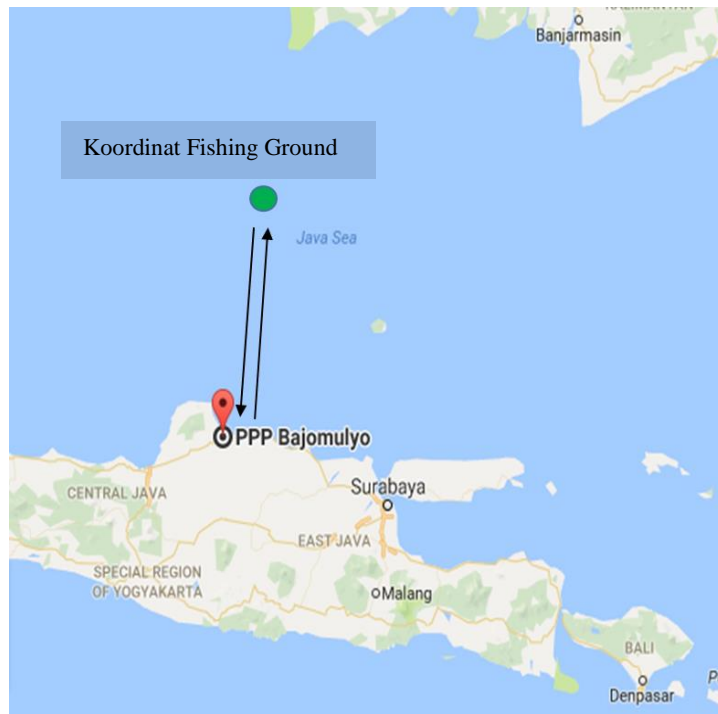 Banjarmasin
Koordinat Fishing Ground
Java Sea
PPP Bajomulyo
CENTRAL JAVA
Surabaya
EAST JAVA
SPECIAL REGION
OF YOGYAKARTA
Malang
BALI
Denpasar